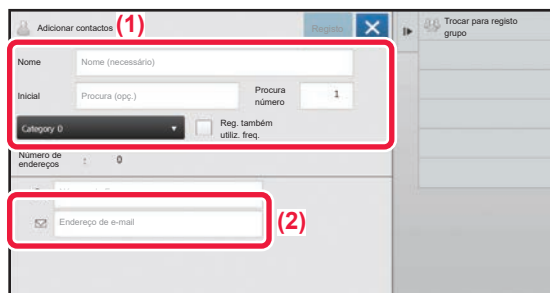 Adicionar contactos (1)
Registo
Trocar para registo
grupo
Nome
Nome (necessário)
Inicial
Procura (opç.)
Procura
número
1
Category 0
Reg. também
utiliz. freq.
Número de
endereços : 0
Endereço de e-mail
(2)